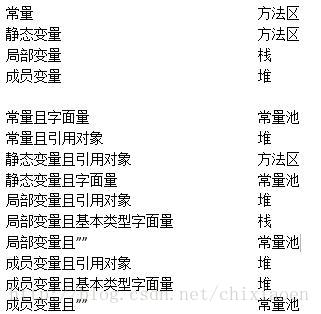 常量 方法区
静态变量 方法区
局部变量 栈
成员变量 堆
常量且字面量 常量池
常量且引用对象 堆
静态变量且引用对象 方法区
静态变量且字面量 常量池
局部变量且引用对象 堆
局部变量且基本类型字面量 栈
局部变量且"" 常量池
成员变量且引用对象 堆
成员变量且基本类型字面量 堆
成员变量且"" 常量池